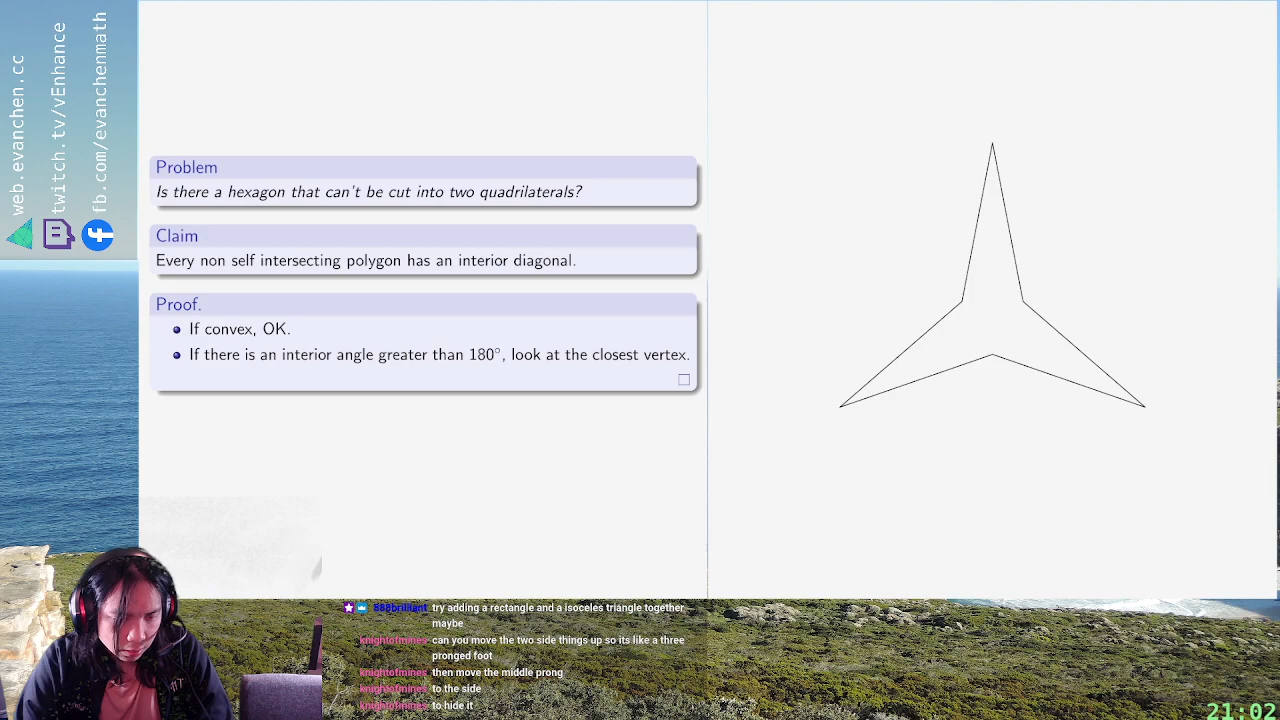 web.evanchen.cc
twitch.tv/vEnhance
fb.com/evanchenmath
Problem
Is there a hexagon that can't be cut into two quadrilaterals?
Claim
Every non self intersecting polygon has an interior diagonal.
Proof.
If convex, OK.
If there is an interior angle greater than 180°, look at the closest vertex.
888brilliant try adding a rectangle and a isoceles triangle together
maybe
knightofmines can you move the two side things up so its like a three
pronged foot
knightofmines then move the middle prong
knightofmines to the side
knightofmines to hide it
21:02